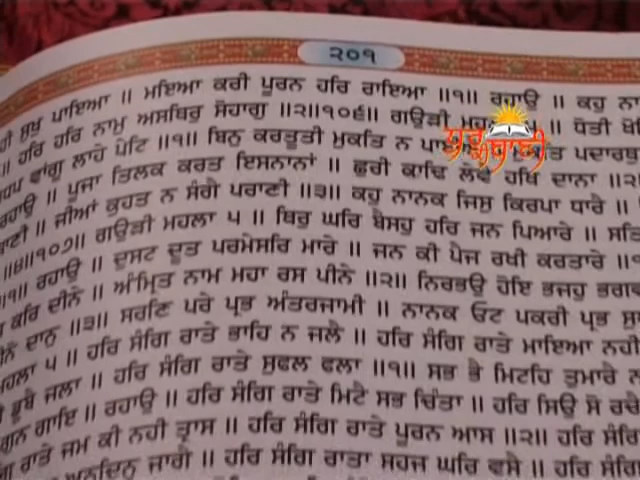 ੨੦੧
ਹੀ ਸੁਖੁ ਪਾਇਆ ॥ ਮਇਆ ਕਰੀ ਪੂਰਨ ਹਰਿ ਰਾਇਆ ॥੧॥ ਰਹਾਉ ॥ ਕਹੁ
॥ ਹਰਿ ਹਰਿ ਨਾਮੁ ਅਸਥਿਰੁ ਸੋਹਾਗੁ ॥੨॥੧੦੬॥ ਗਉੜੀ ਮਹਲਾ ੫ ॥ ਧੋਤੀ
ਵਾਂਗੁ ਲਾਹੇ ਪੇਟਿ ॥੧॥ ਬਿਨੁ ਕਰਤੂਤੀ ਮੁਕਤਿ ਨ ਪਦਾਰਥੁ
ਰਹਾਉ ॥ ਪੂਜਾ ਤਿਲਕ ਕਰਤ ਇਸਨਾਨਾਂ ॥ ਛੁਰੀ ਕਾਢਿ ਲੇਵੈ ਹਥਿ ਦਾਨਾ ॥੨॥
ਬਾਣੀ ॥ ਜੀਆਂ ਕੁਹਤ ਨ ਸੰਗੈ ਪਰਾਣੀ ॥੩॥ ਕਹੁ ਨਾਨਕ ਜਿਸੁ ਕਿਰਪਾ ਧਾਰੈ ॥
॥੪॥੧੦੭॥ ਗਉੜੀ ਮਹਲਾ ੫ ॥ ਥਿਰੁ ਘਰਿ ਬੈਸਹੁ ਹਰਿ ਜਨ ਪਿਆਰੇ ॥
॥੧॥ ਰਹਾਉ ॥ ਦੁਸਟ ਦੂਤ ਪਰਮੇਸਰਿ ਮਾਰੇ ॥ ਜਨ ਕੀ ਪੈਜ ਰਖੀ ਕਰਤਾਰੇ ॥
ਕਰਿ ਦੀਨੇ ॥ ਅੰਮ੍ਰਿਤ ਨਾਮ ਮਹਾ ਰਸ ਪੀਨੇ ॥੨॥ ਨਿਰਭਉ ਹੋਇ ਭਜਹੁ
ਦਾਨੁ ॥੩॥ ਸਰਣਿ ਪਰੇ ਪ੍ਰਭ ਅੰਤਰਜਾਮੀ ॥ ਨਾਨਕ ਓਟ ਪਕਰੀ ਪ੍ਰਭ
ਮਹਲਾ ੫ ॥ ਹਰਿ ਸੰਗਿ ਰਾਤੇ ਭਾਹਿ ਨ ਜਲੈ ॥ ਹਰਿ ਸੰਗਿ ਰਾਤੇ ਮਾਇਆ ਨਹੀ
ਡੂਬੈ ਜਲਾ ॥ ਹਰਿ ਸੰਗਿ ਰਾਤੇ ਸੁਫਲ ਫਲਾ ॥੧॥ ਸਭ ਭੈ ਮਿਟਹਿ ਤੁਮਾਰੇ
ਗੁਨ ਗਾਇ ॥ ਰਹਾਉ ॥ ਹਰਿ ਸੰਗਿ ਰਾਤੇ ਮਿਟੈ ਸਭ ਚਿੰਤਾ ॥ ਹਰਿ ਸਿਉ ਸੋ ਰਚੈ
ਰਾਤੇ ਜਮ ਕੀ ਨਹੀ ਤ੍ਰਾਸ ॥ ਹਰਿ ਸੰਗਿ ਰਾਤੇ ਪੂਰਨ ਆਸ ॥੨॥ ਹਰਿ ਸੰਗਿ
ਅਨਦਿਨੁ ਜਾਗੈ ॥ ਹਰਿ ਸੰਗਿ ਰਾਤਾ ਸਹਜ ਘਰਿ ਵਸੈ ॥ ਹਰਿ ਸੰਗਿ